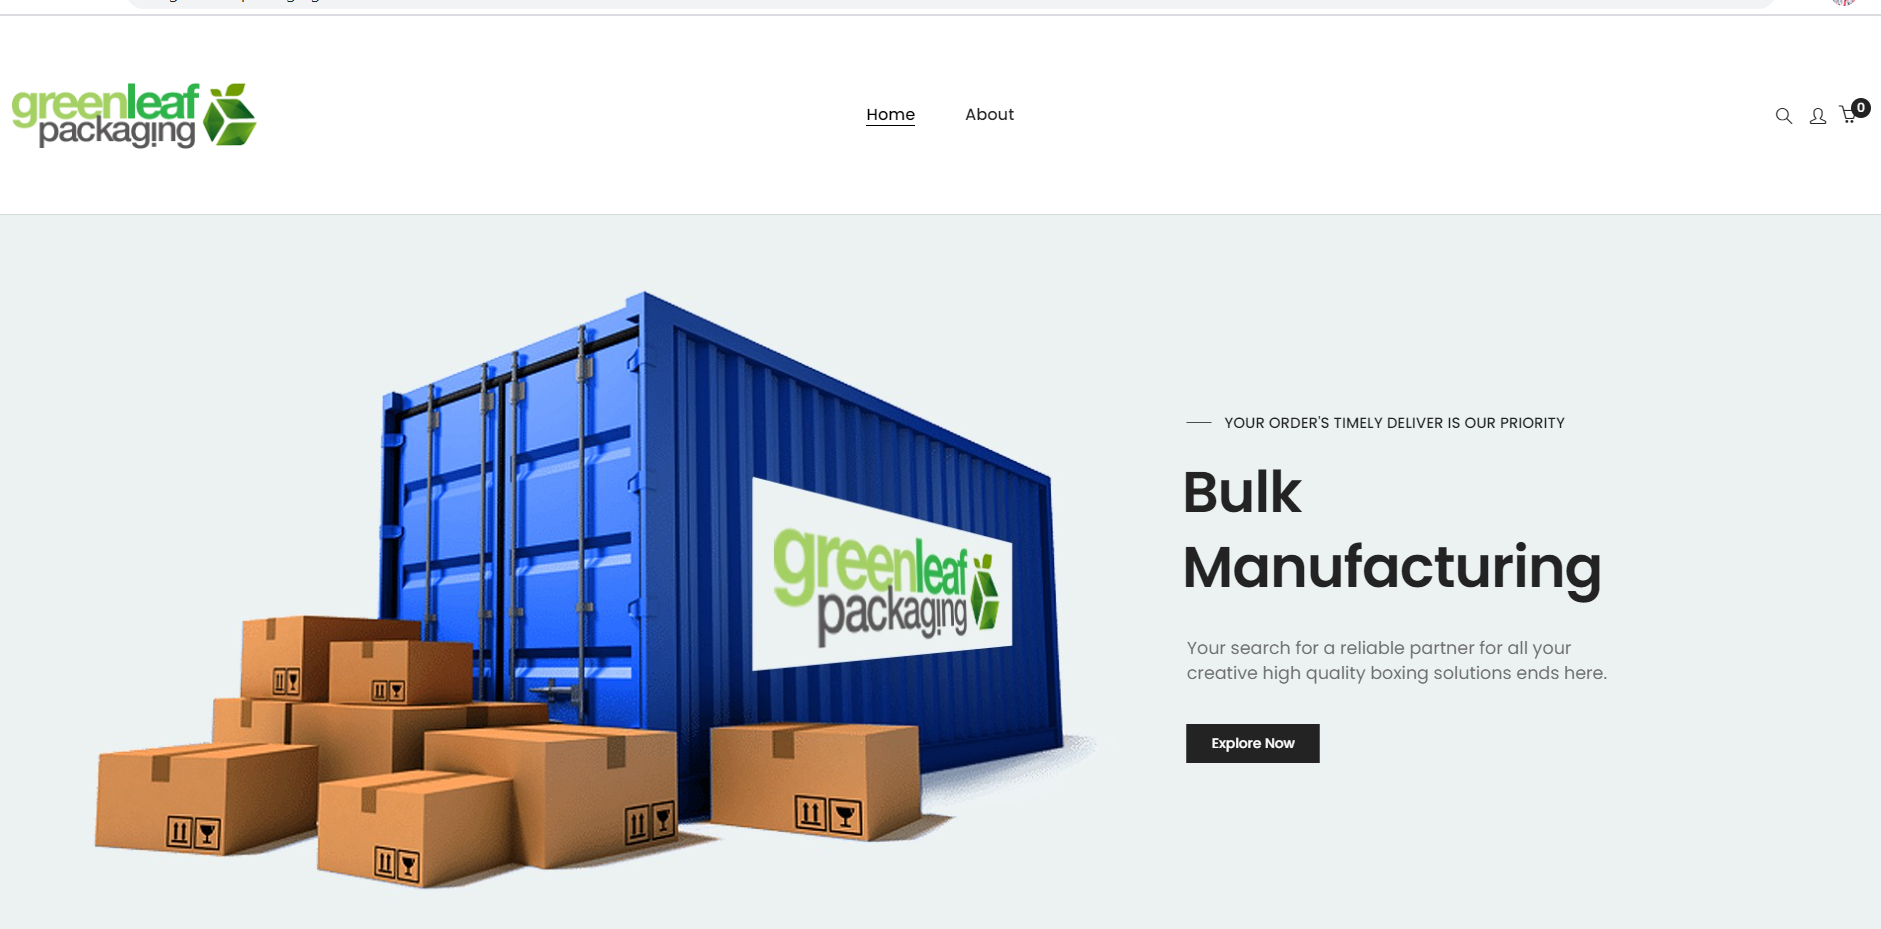 greenleaf
packaging
Home
About
0
YOUR ORDER'S TIMELY DELIVER IS OUR PRIORITY
Bulk
Manufacturing
greenleaf
packaging
Your search for a reliable partner for all your
creative high quality boxing solutions ends here.
Explore Now